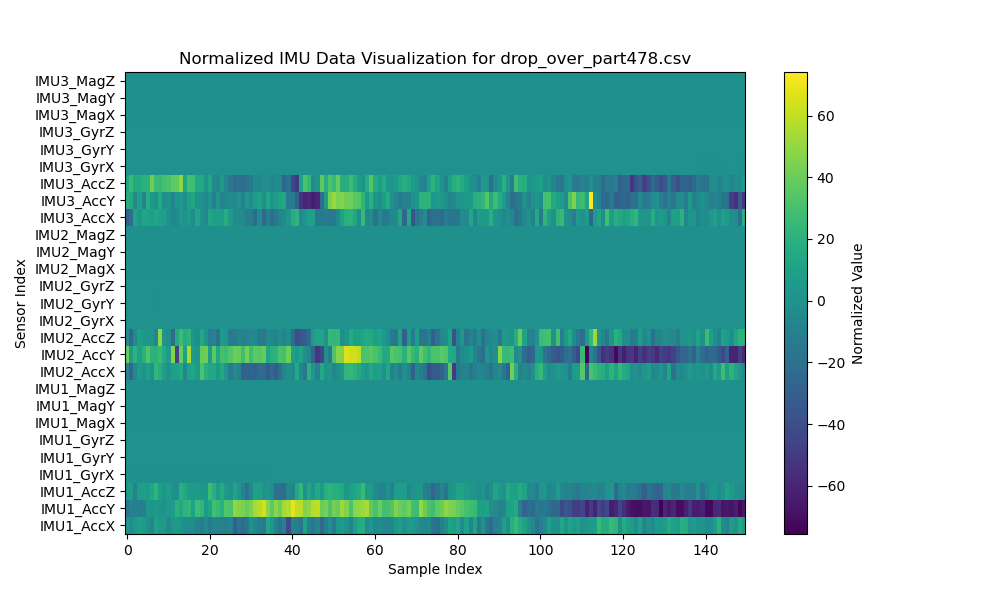 Normalized IMU Data Visualization for drop_over_part478.csv
Sensor Index
IMU3_MagZ
IMU3_MagY
IMU3_MagX
IMU3_GyrZ
IMU3_GyrY
IMU3_GyrX
IMU3_AccZ
IMU3_AccY
IMU3_AccX
IMU2_MagZ
IMU2_MagY
IMU2_MagX
IMU2_GyrZ
IMU2_GyrY
IMU2_GyrX
IMU2_AccZ
IMU2_AccY
IMU2_AccX
IMU1_MagZ
IMU1_MagY
IMU1_MagX
IMU1_GyrZ
IMU1_GyrY
IMU1_GyrX
IMU1_AccZ
IMU1_AccY
IMU1_AccX
0 20 40 60 80 100 120 140
Sample Index
60
40
20
0
−20
−40
−60
Normalized Value